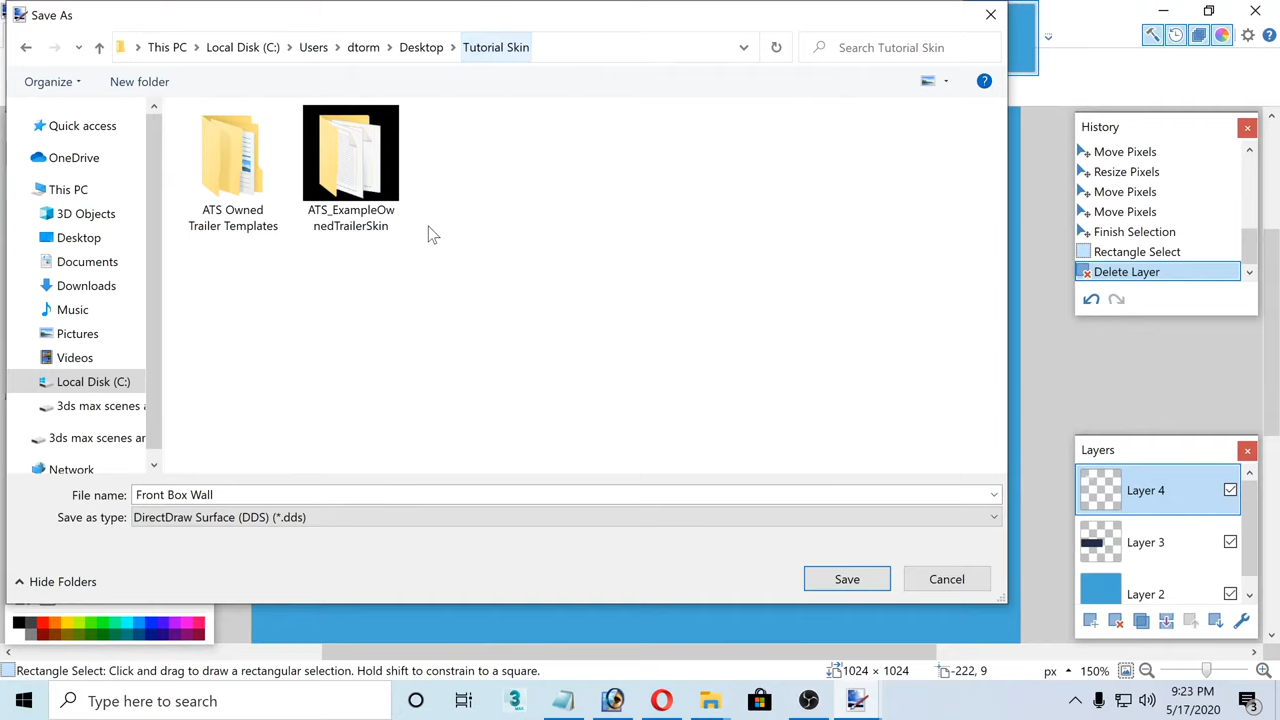 Save As
This PC
Local Disk (C:)
Users
dtorm
Desktop
Tutorial Skin
Search Tutorial Skin
Organize
New folder
Quick access
OneDrive
This PC
3D Objects
Desktop
Documents
Downloads
Music
Pictures
Videos
Local Disk (C:)
3ds max scenes a
3ds max scenes an
Network
ATS Owned
Trailer Templates
ATS_ExampleOw
nedTrailerSkin
File name:
Front Box Wall
Save as type:
DirectDraw Surface (DDS) (*.dds)
Hide Folders
Save
Cancel
History
Move Pixels
Resize Pixels
Move Pixels
Move Pixels
Finish Selection
Rectangle Select
Delete Layer
Layers
Layer 4
Layer 3
Layer 2
Rectangle Select: Click and drag to draw a rectangular selection. Hold shift to constrain to a square.
1024 × 1024
-222, 9
px
150%
Type here to search
9:23 PM
5/17/2020
3